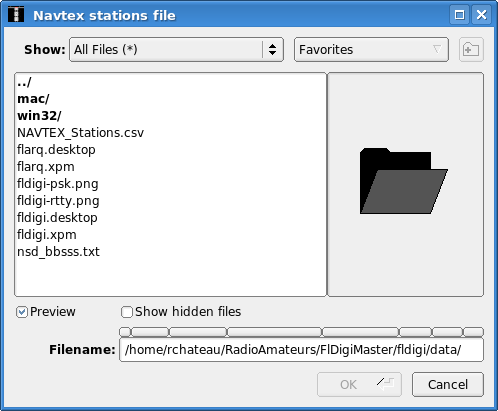 Navtex stations file
Show: All Files (*) Favorites
../
mac/
win32/
NAVTEX_Stations.csv
flarq.desktop
flarq.xpm
fldigi-psk.png
fldigi-rtty.png
fldigi.desktop
fldigi.xpm
nsd_bbsss.txt
Preview Show hidden files
Filename: /home/rchateau/RadioAmateurs/FlDigiMaster/fldigi/data/
OK Cancel